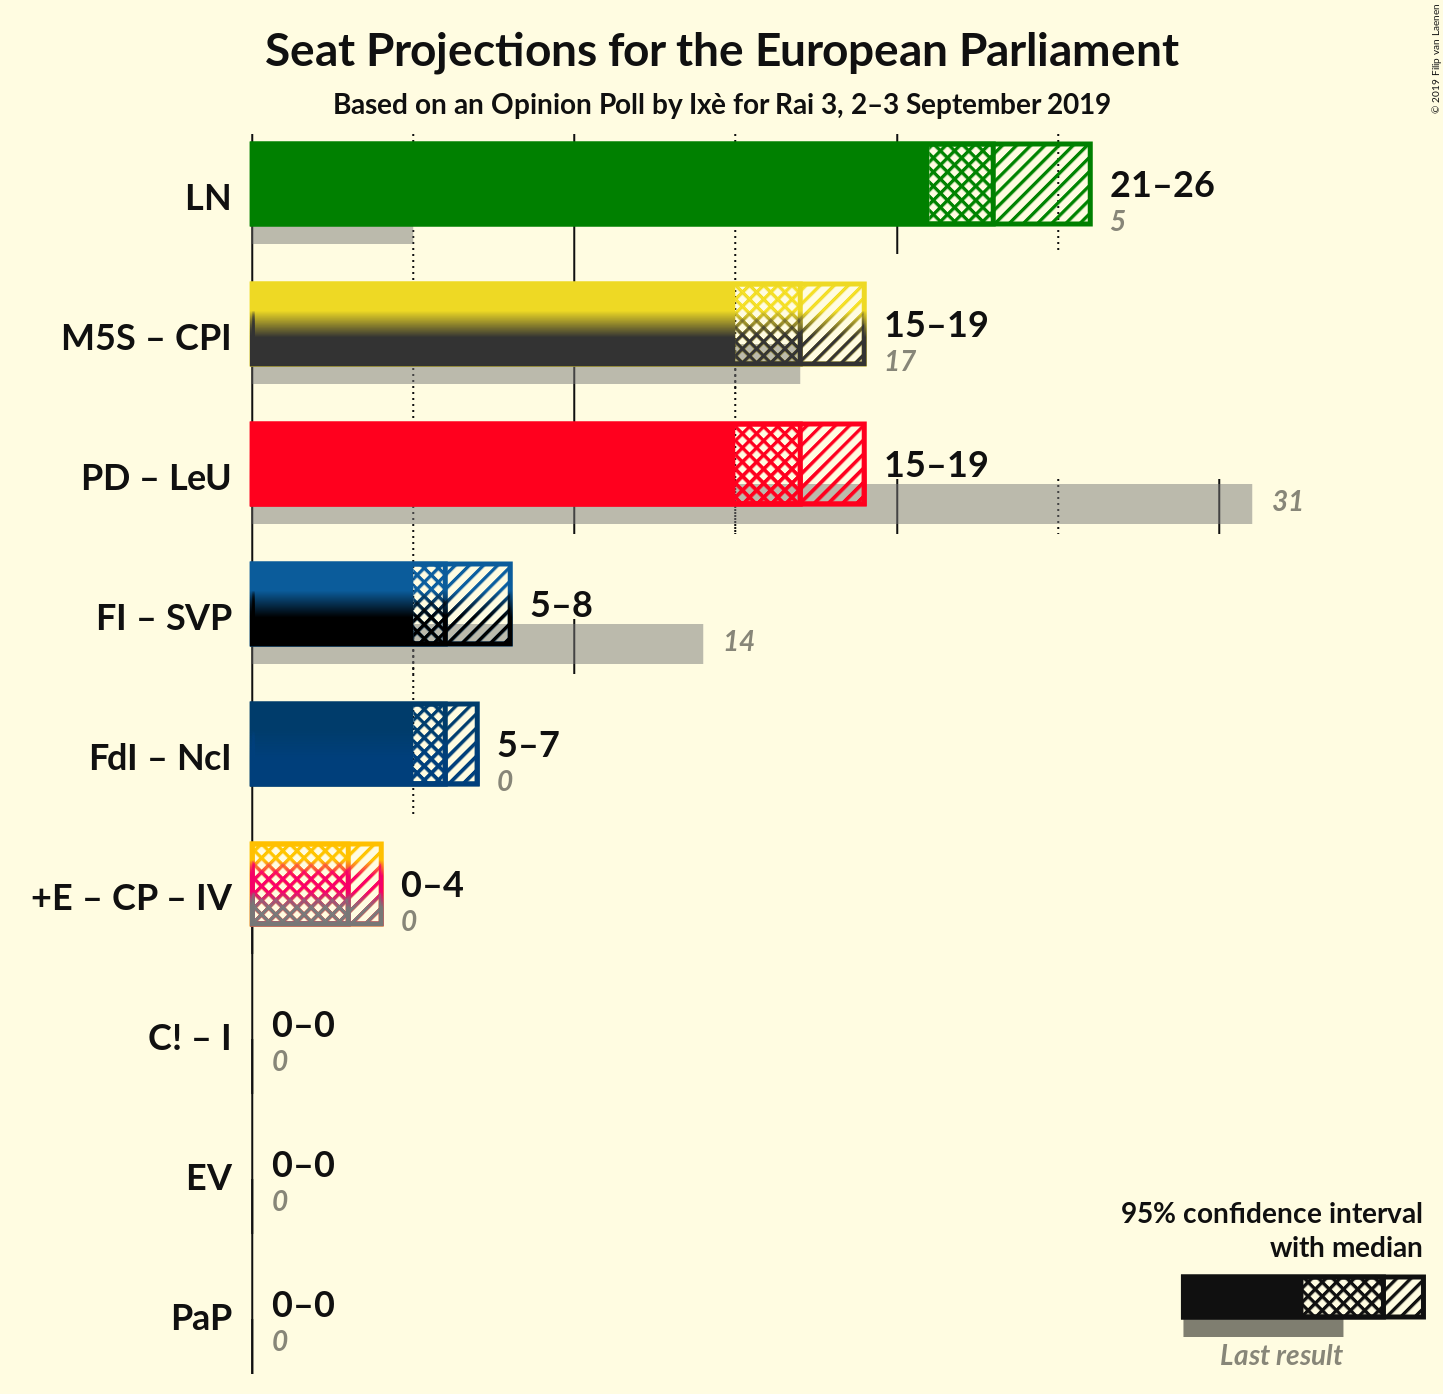 Seat Projections for the European Parliament
Based on an Opinion Poll by Ixè for Rai 3, 2–3 September 2019
© 2019 Filip van Laenen
LN
21–26
5
M5S – CPI
15–19
17
PD – LeU
15–19
31
FI – SVP
5–8
14
FdI – NcI
5–7
0
+E – CP – IV
0–4
0
C! – I
0–0
0
EV
0–0
0
PaP
0–0
0
95% confidence interval
with median
Last result